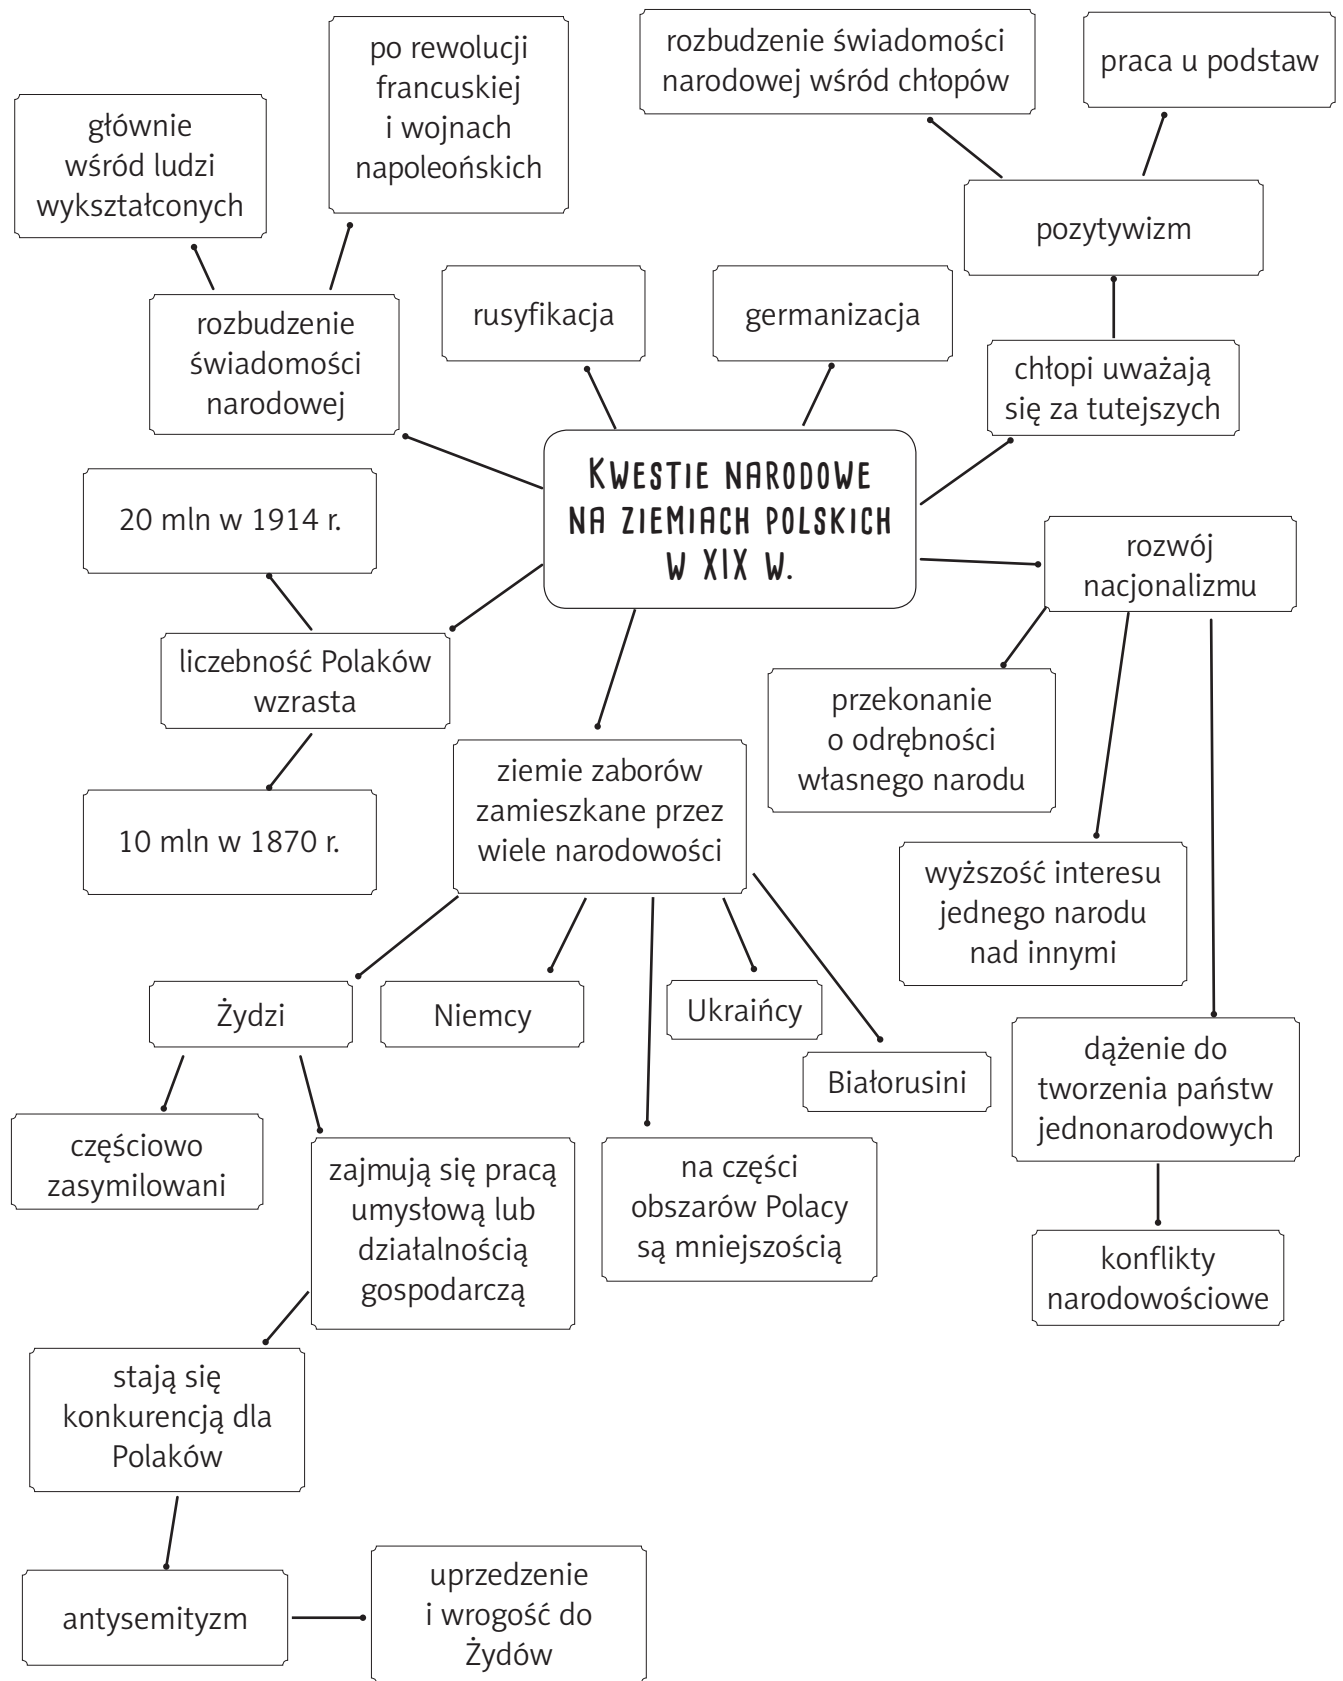 po rewolucji
francuskiej
i wojnach
napoleońskich
rozbudzenie świadomości
narodowej wśród chłopów
praca u podstaw
głównie
wśród ludzi
wykształconych
pozytywizm
rozbudzenie
świadomości
narodowej
rusyfikacja
germanizacja
chłopi uważają
się za tutejszych
KWESTIE NARODOWE
NA ZIEMIACH POLSKICH
W XIX W.
20 mln w 1914 r.
rozwój
nacjonalizmu
liczebność Polaków
wzrasta
przekonanie
o odrębności
własnego narodu
10 mln w 1870 r.
ziemie zaborów
zamieszkane przez
wiele narodowości
wyższość interesu
jednego narodu
nad innymi
Żydzi
Niemcy
Ukraińcy
Białorusini
dążenie do
tworzenia państw
jednonarodowych
częściowo
zasymilowani
zajmują się pracą
umysłową lub
działalnością
gospodarczą
na części
obszarów Polacy
są mniejszością
konflikty
narodowościowe
stają się
konkurencją dla
Polaków
antysemityzm
uprzedzenie
i wrogość do
Żydów